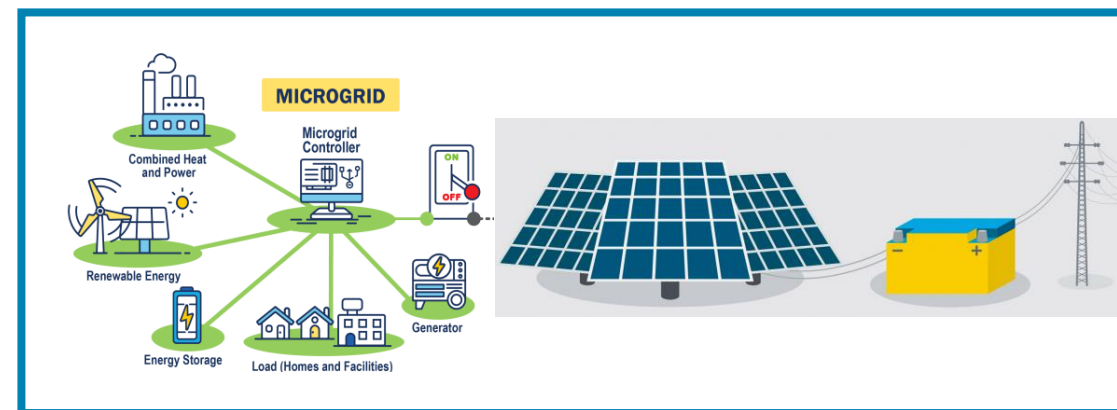 MICROGRID
Microgrid
Controller
ON
OFF
Combined Heat
and Power
Renewable Energy
Energy Storage
Load (Homes and Facilities)
Generator
- +